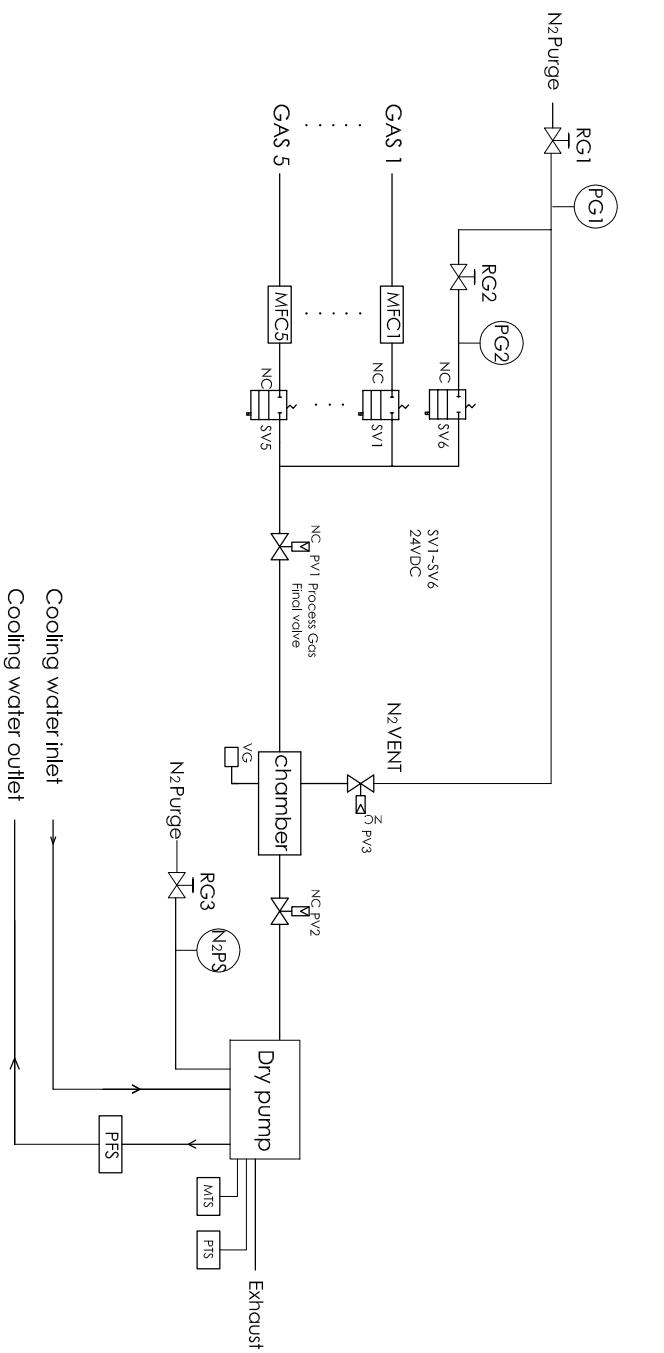 N2 Purge
RG1
PG1
RG2
PG2
NC
SV6
GAS 1
MFC1
NC
SV1
GAS 5
MFC5
NC
SV5
SV1~SV6
24VDC
NC
PV1 Process Gas
Final valve
N2 VENT
NC
PV3
chamber
VG
NC PV2
N2 Purge
RG3
N2PS
Dry pump
Cooling water inlet
Cooling water outlet
PFS
MTS
PTS
Exhaust